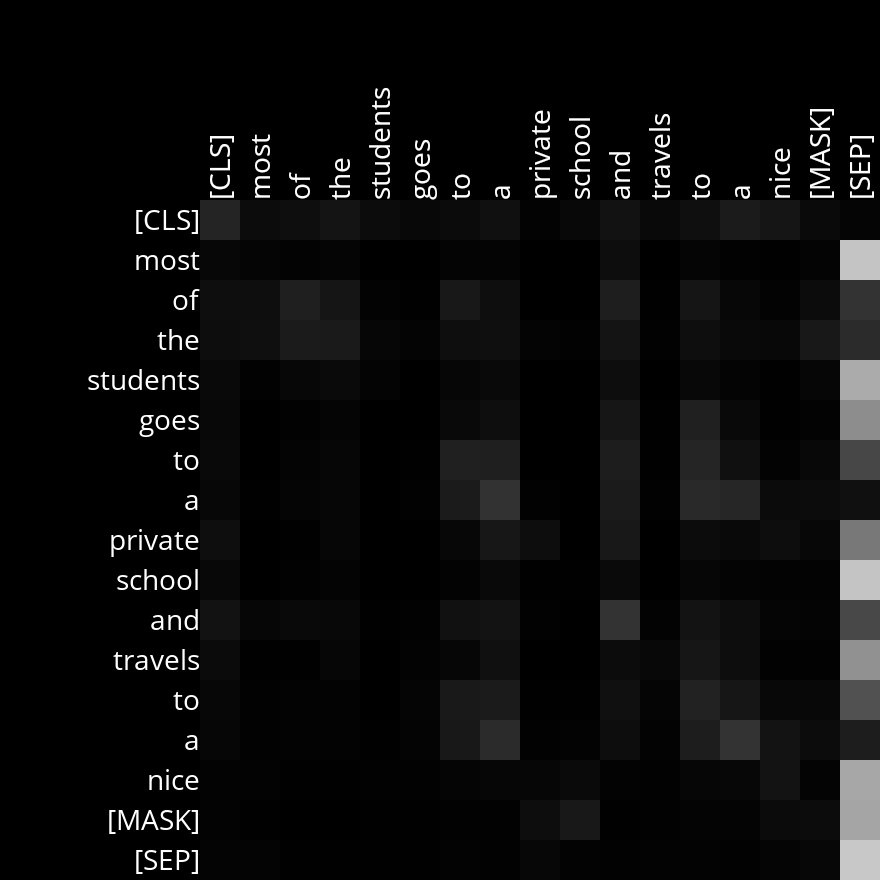 [CLS] most of the students goes to a private school and travels to a nice [MASK] [SEP]
[CLS]
most
of
the
students
goes
to
a
private
school
and
travels
to
a
nice
[MASK]
[SEP]